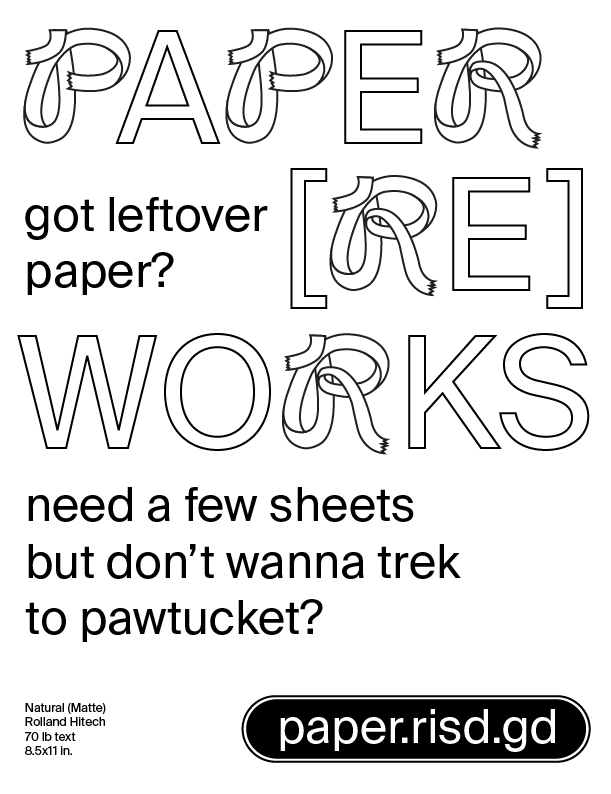 PAPER
got leftover
paper?
[RE]
WORKS
need a few sheets
but don’t wanna trek
to pawtucket?
Natural (Matte)
Rolland Hitech
70 lb text
8.5x11 in.
paper.risd.gd